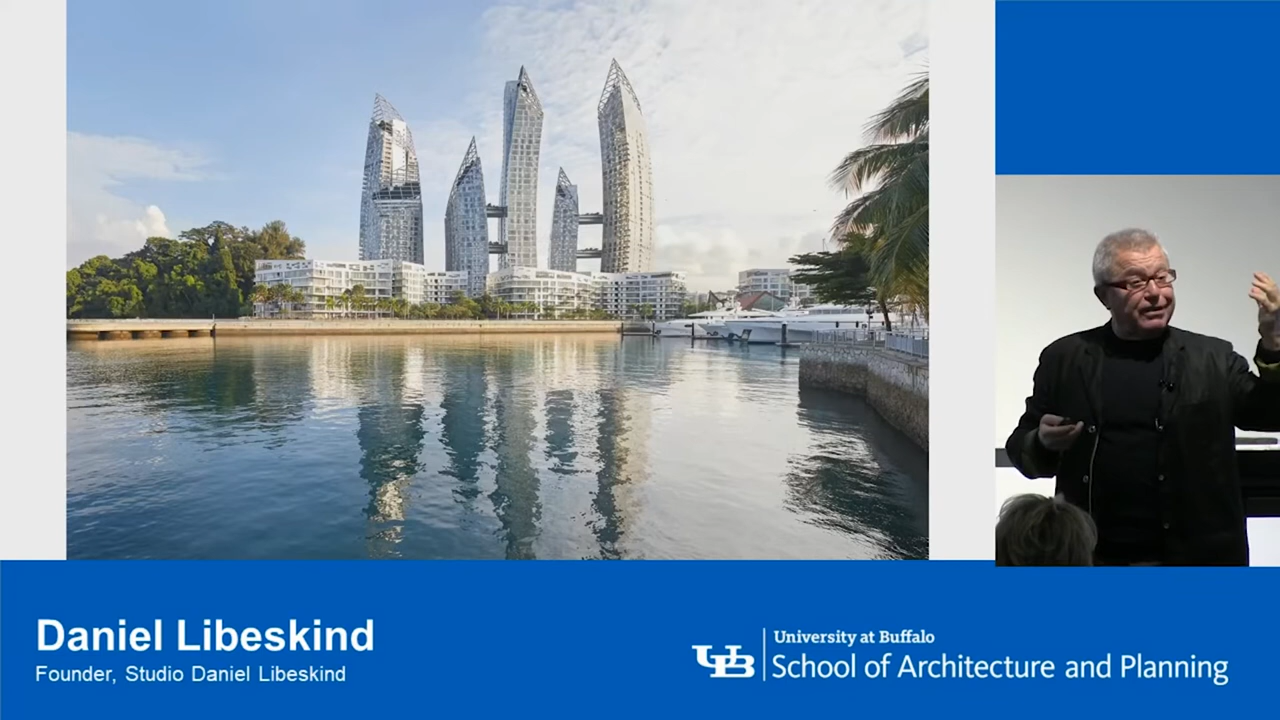 Daniel Libeskind
Founder, Studio Daniel Libeskind
UB
University at Buffalo
School of Architecture and Planning